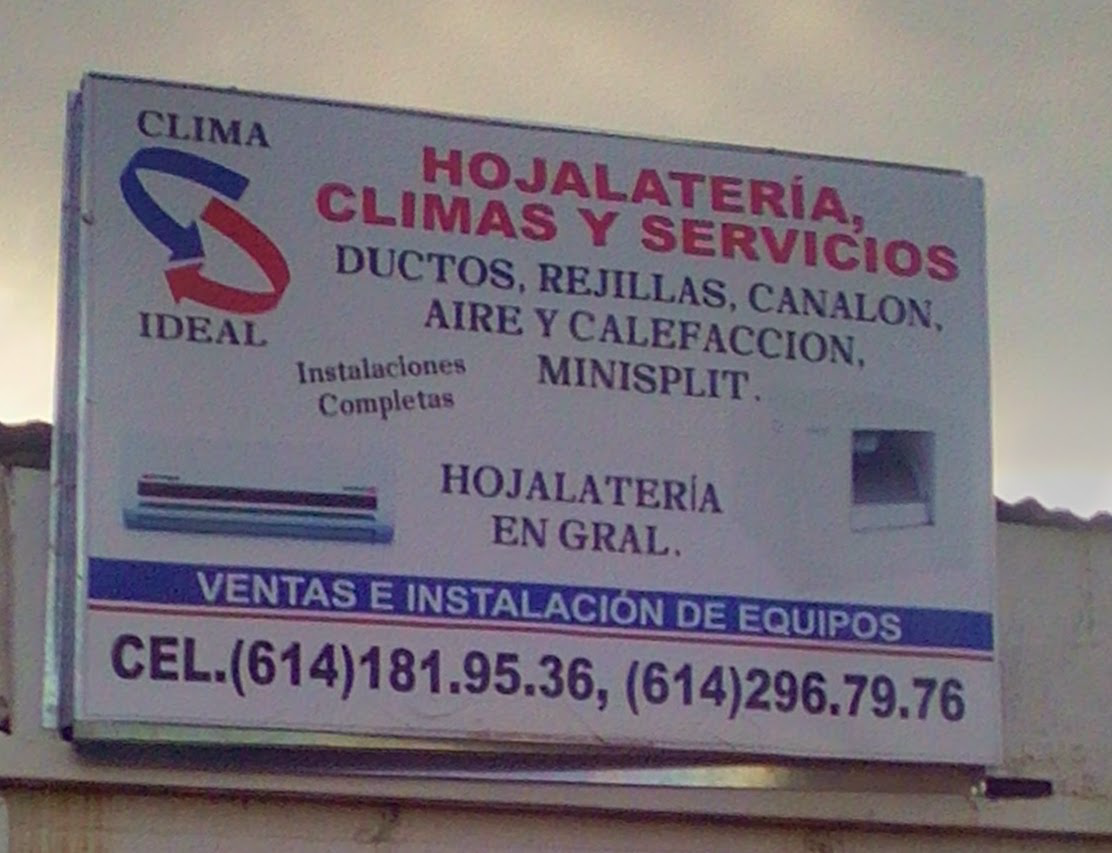 CLIMA
IDEAL
HOJALATERÍA,
CLIMAS Y SERVICIOS
DUCTOS, REJILLAS, CANALON,
AIRE Y CALEFACCION,
MINISPLIT.
Instalaciones
Completas
HOJALATERÍA
EN GRAL.
VENTAS E INSTALACIÓN DE EQUIPOS
CEL.(614)181.95.36, (614)296.79.76